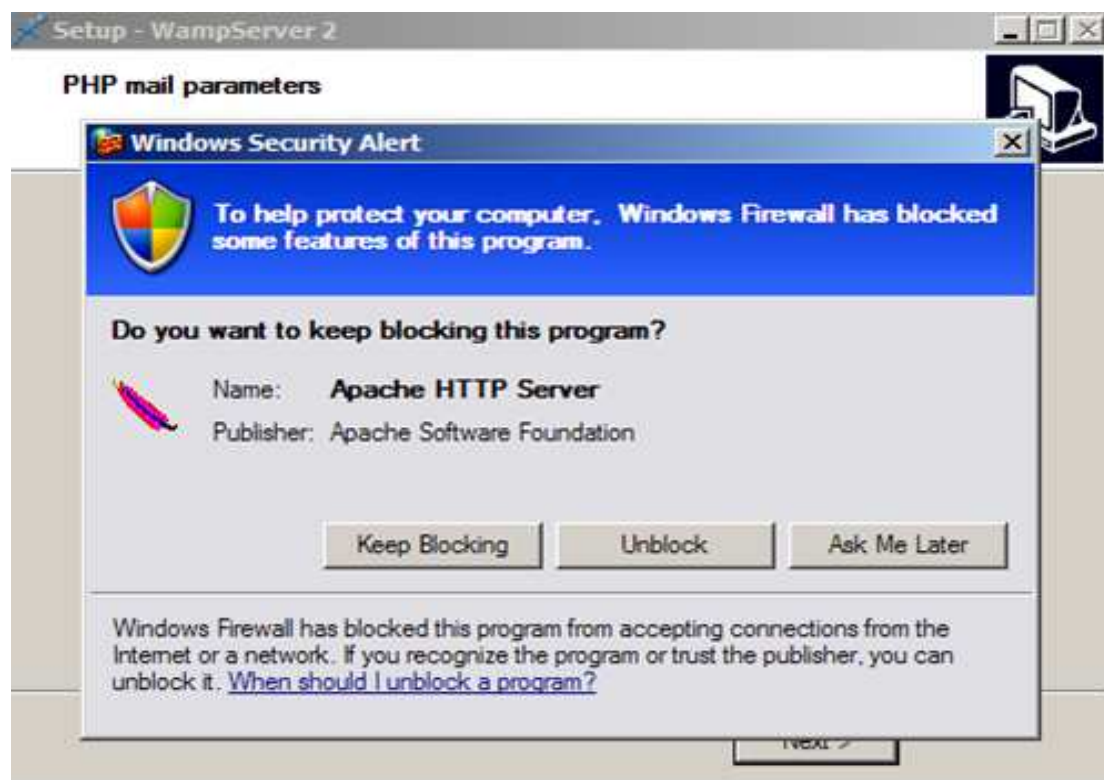 Setup - WampServer 2
PHP mail parameters
Windows Security Alert
To help protect your computer, Windows Firewall has blocked
some features of this program.
Do you want to keep blocking this program?
Name: Apache HTTP Server
Publisher: Apache Software Foundation
Keep Blocking Unblock Ask Me Later
Windows Firewall has blocked this program from accepting connections from the
Internet or a network. If you recognize the program or trust the publisher, you can
unblock it. When should I unblock a program?
Next >